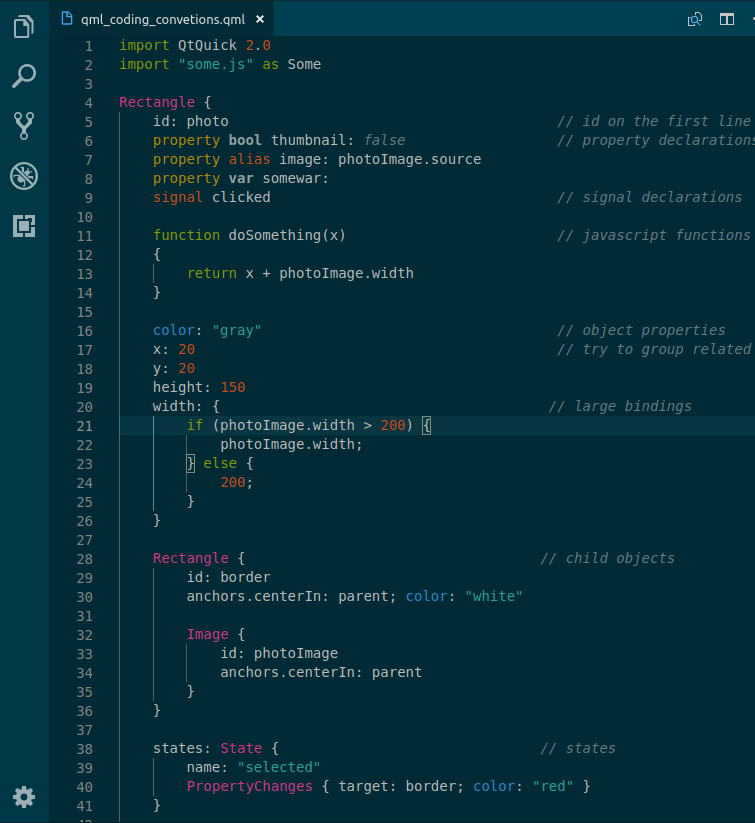 qml_coding_convetions.qml ×
1 import QtQuick 2.0
2 import "some.js" as Some
3
4 Rectangle {
5 id: photo // id on the first line
6 property bool thumbnail: false // property declarations
7 property alias image: photoImage.source
8 property var somewar:
9 signal clicked // signal declarations
10
11 function doSomething(x) // javascript functions
12 {
13 return x + photoImage.width
14 }
15
16 color: "gray" // object properties
17 x: 20 // try to group related
18 y: 20
19 height: 150
20 width: { // large bindings
21 if (photoImage.width > 200) {
22 photoImage.width;
23 } else {
24 200;
25 }
26 }
27
28 Rectangle { // child objects
29 id: border
30 anchors.centerIn: parent; color: "white"
31
32 Image {
33 id: photoImage
34 anchors.centerIn: parent
35 }
36 }
37
38 states: State { // states
39 name: "selected"
40 PropertyChanges { target: border; color: "red" }
41 }